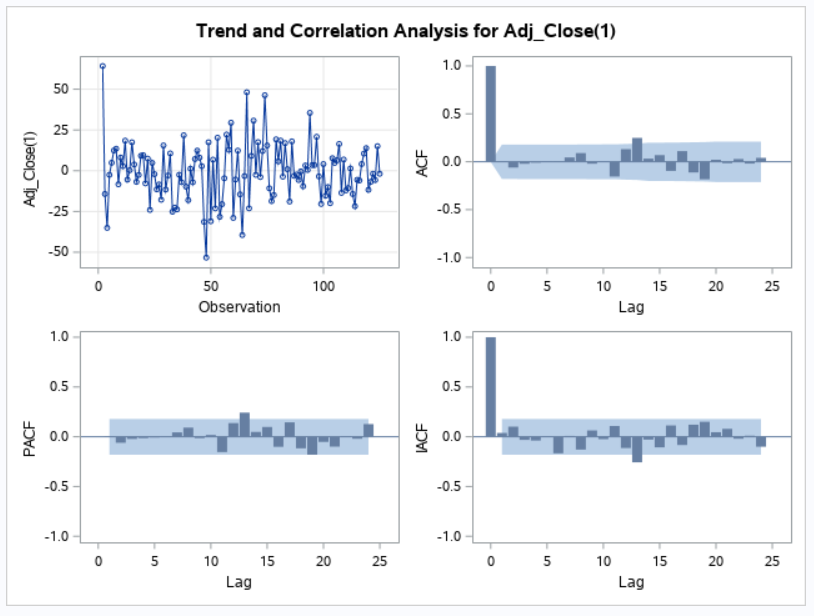 Trend and Correlation Analysis for Adj_Close(1)
Adj_Close(1)
50
25
0
-25
-50
0 50 100
Observation
ACF
1.0
0.5
0.0
-0.5
-1.0
0 5 10 15 20 25
Lag
PACF
1.0
0.5
0.0
-0.5
-1.0
0 5 10 15 20 25
Lag
IACF
1.0
0.5
0.0
-0.5
-1.0
0 5 10 15 20 25
Lag